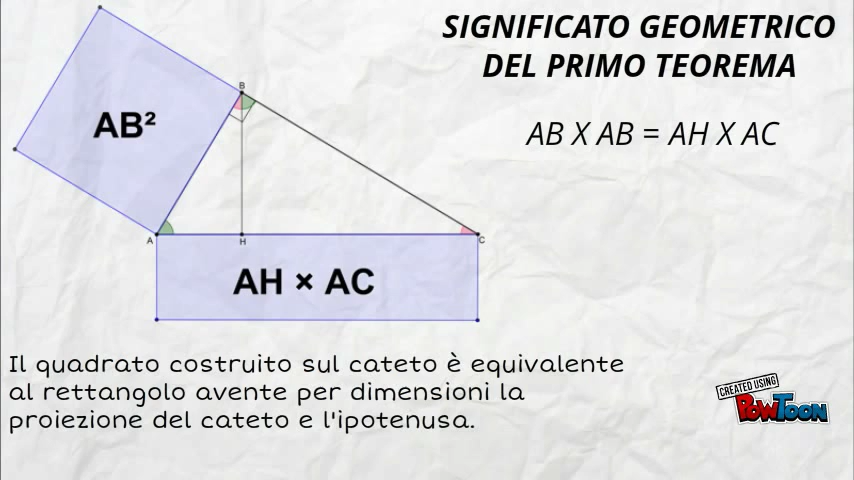 SIGNIFICATO GEOMETRICO
DEL PRIMO TEOREMA
AB X AB = AH X AC
B
AB²
A
H
C
AH × AC
Il quadrato costruito sul cateto è equivalente
al rettangolo avente per dimensioni la
proiezione del cateto e l'ipotenusa.
CREATED USING
POWTOON